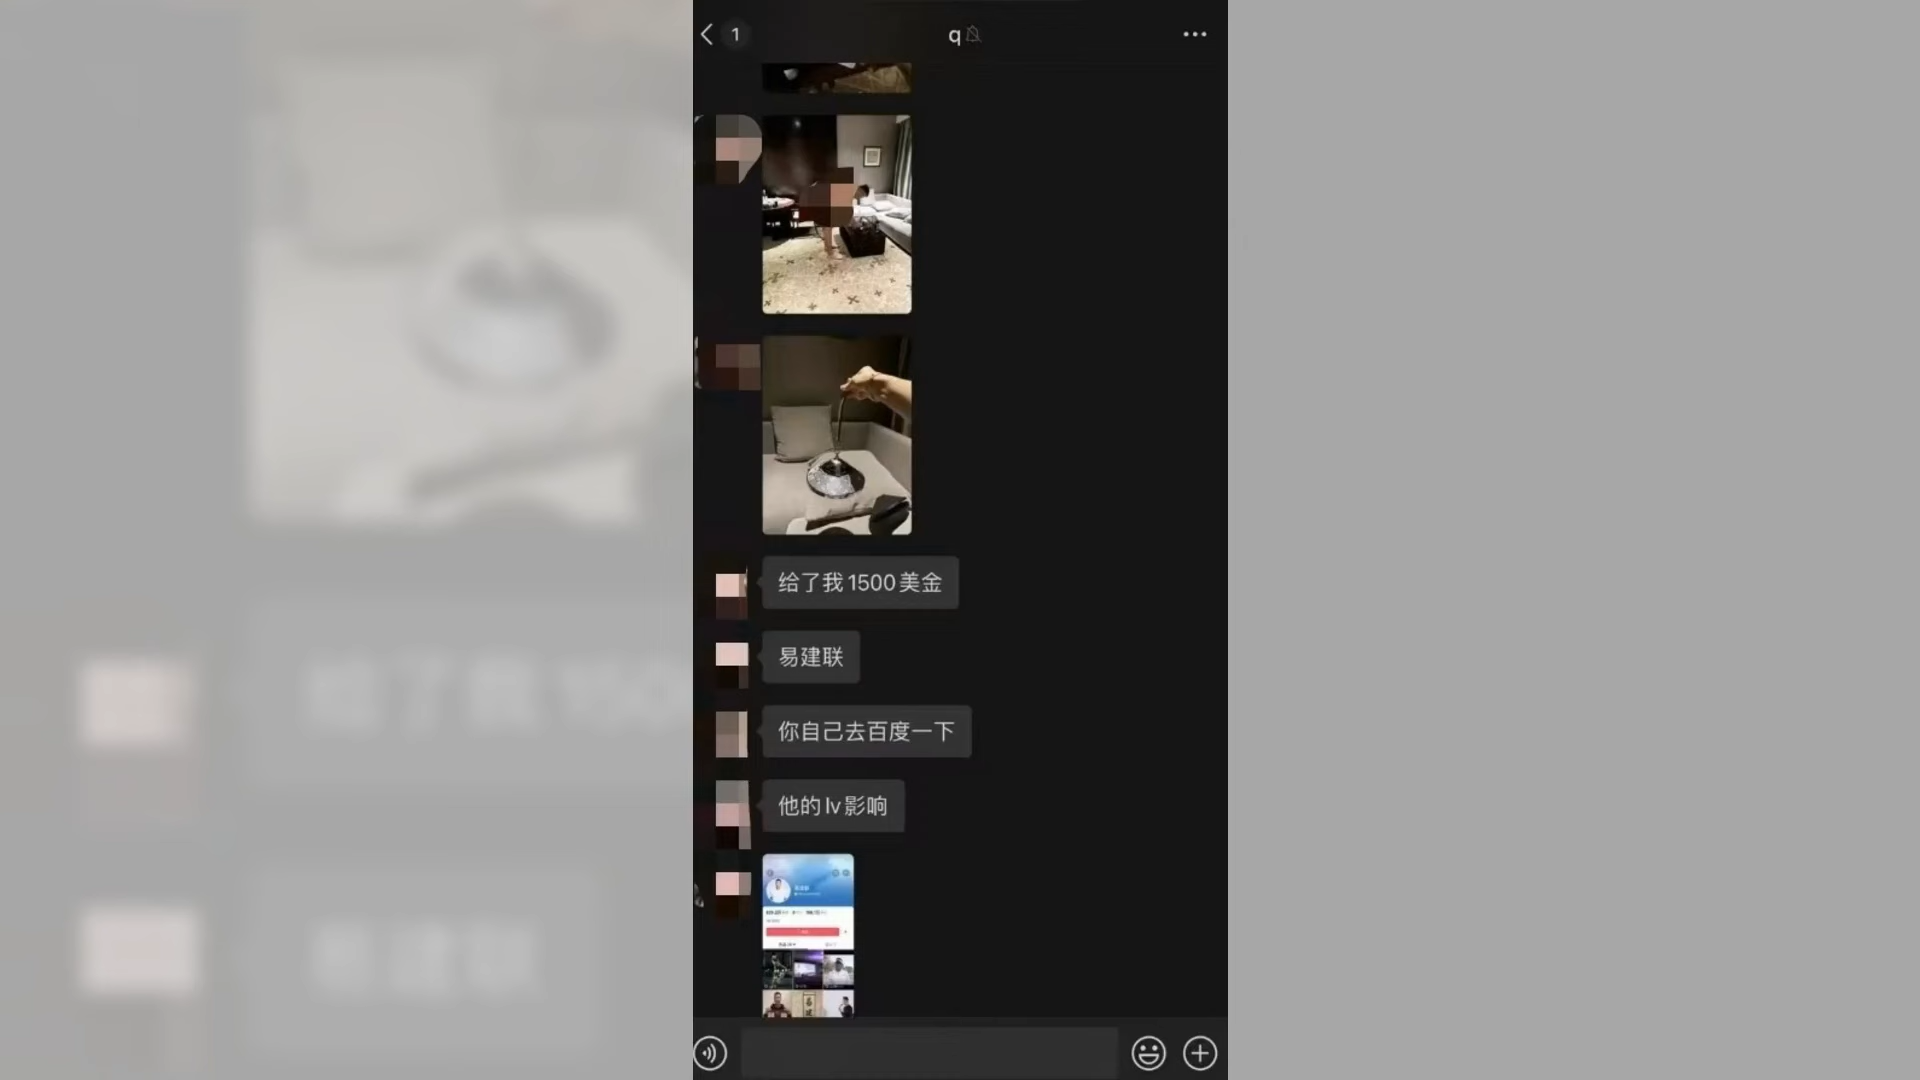 1
q
给了我1500美金
易建联
你自己去百度一下
他的lv影响